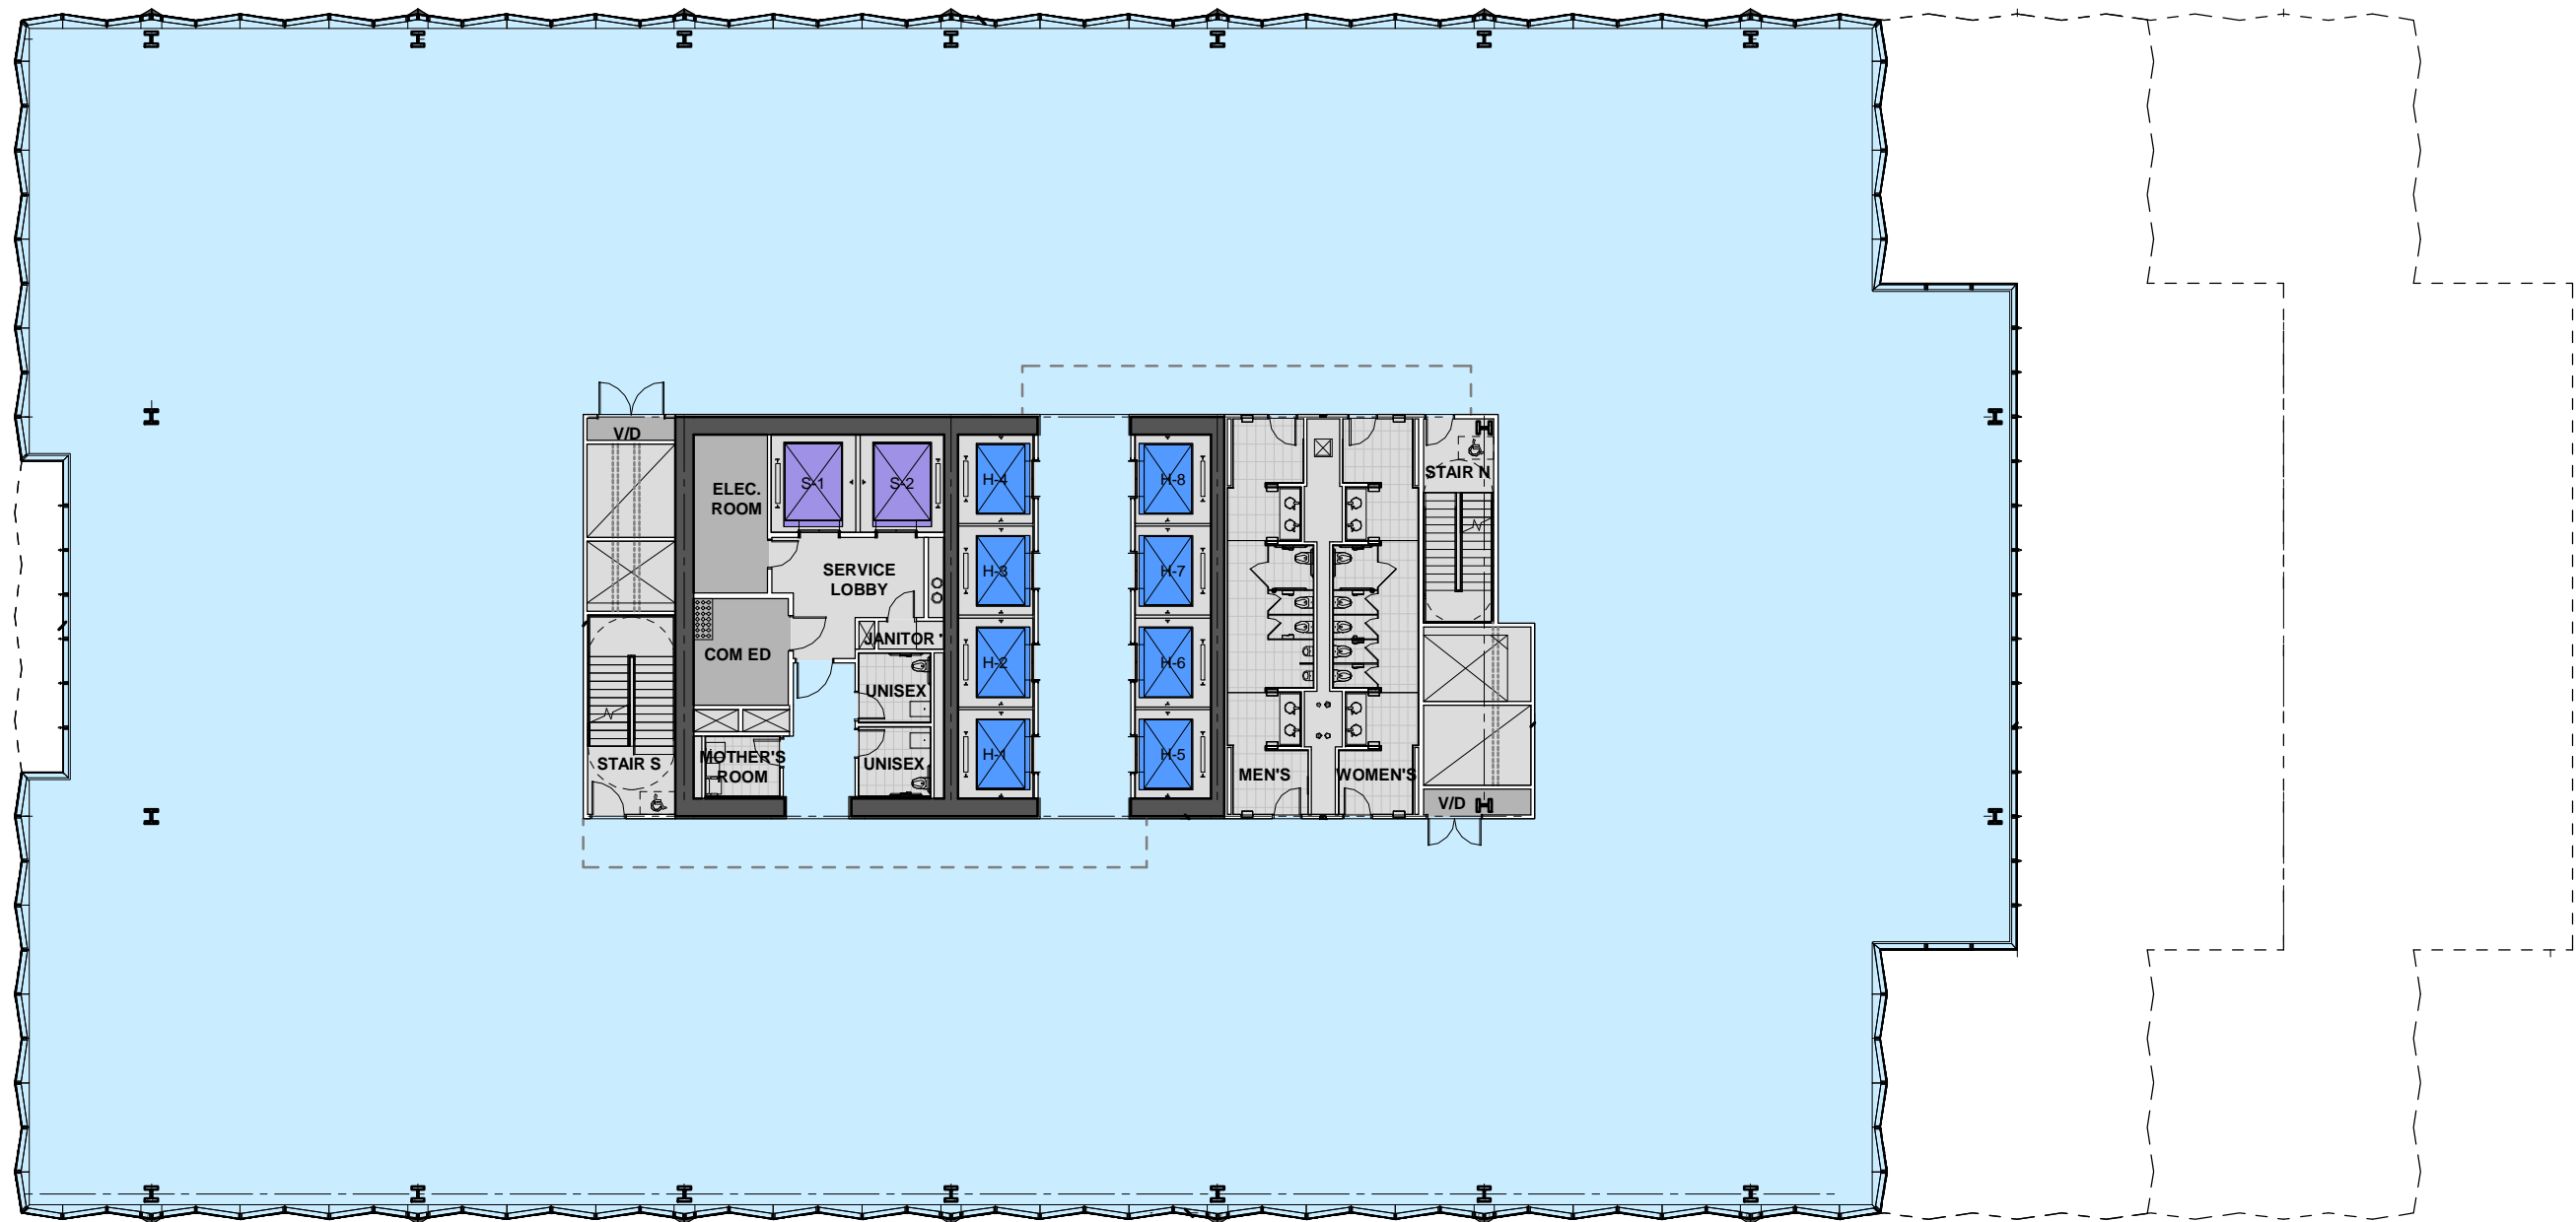 V/D
ELEC.
ROOM
S-1
S-2
H-4
H-8
STAIR N
SERVICE
LOBBY
H-3
H-7
JANITOR
COM ED
H-2
H-6
UNISEX
STAIR S
MOTHER'S
ROOM
UNISEX
H-1
H-5
MEN'S
WOMEN'S
V/D